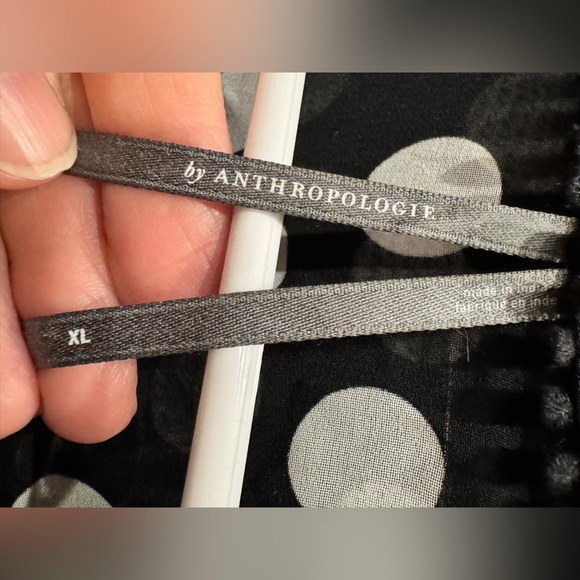 by ANTHROPOLOGIE
made in India
fabriqué en inde
XL